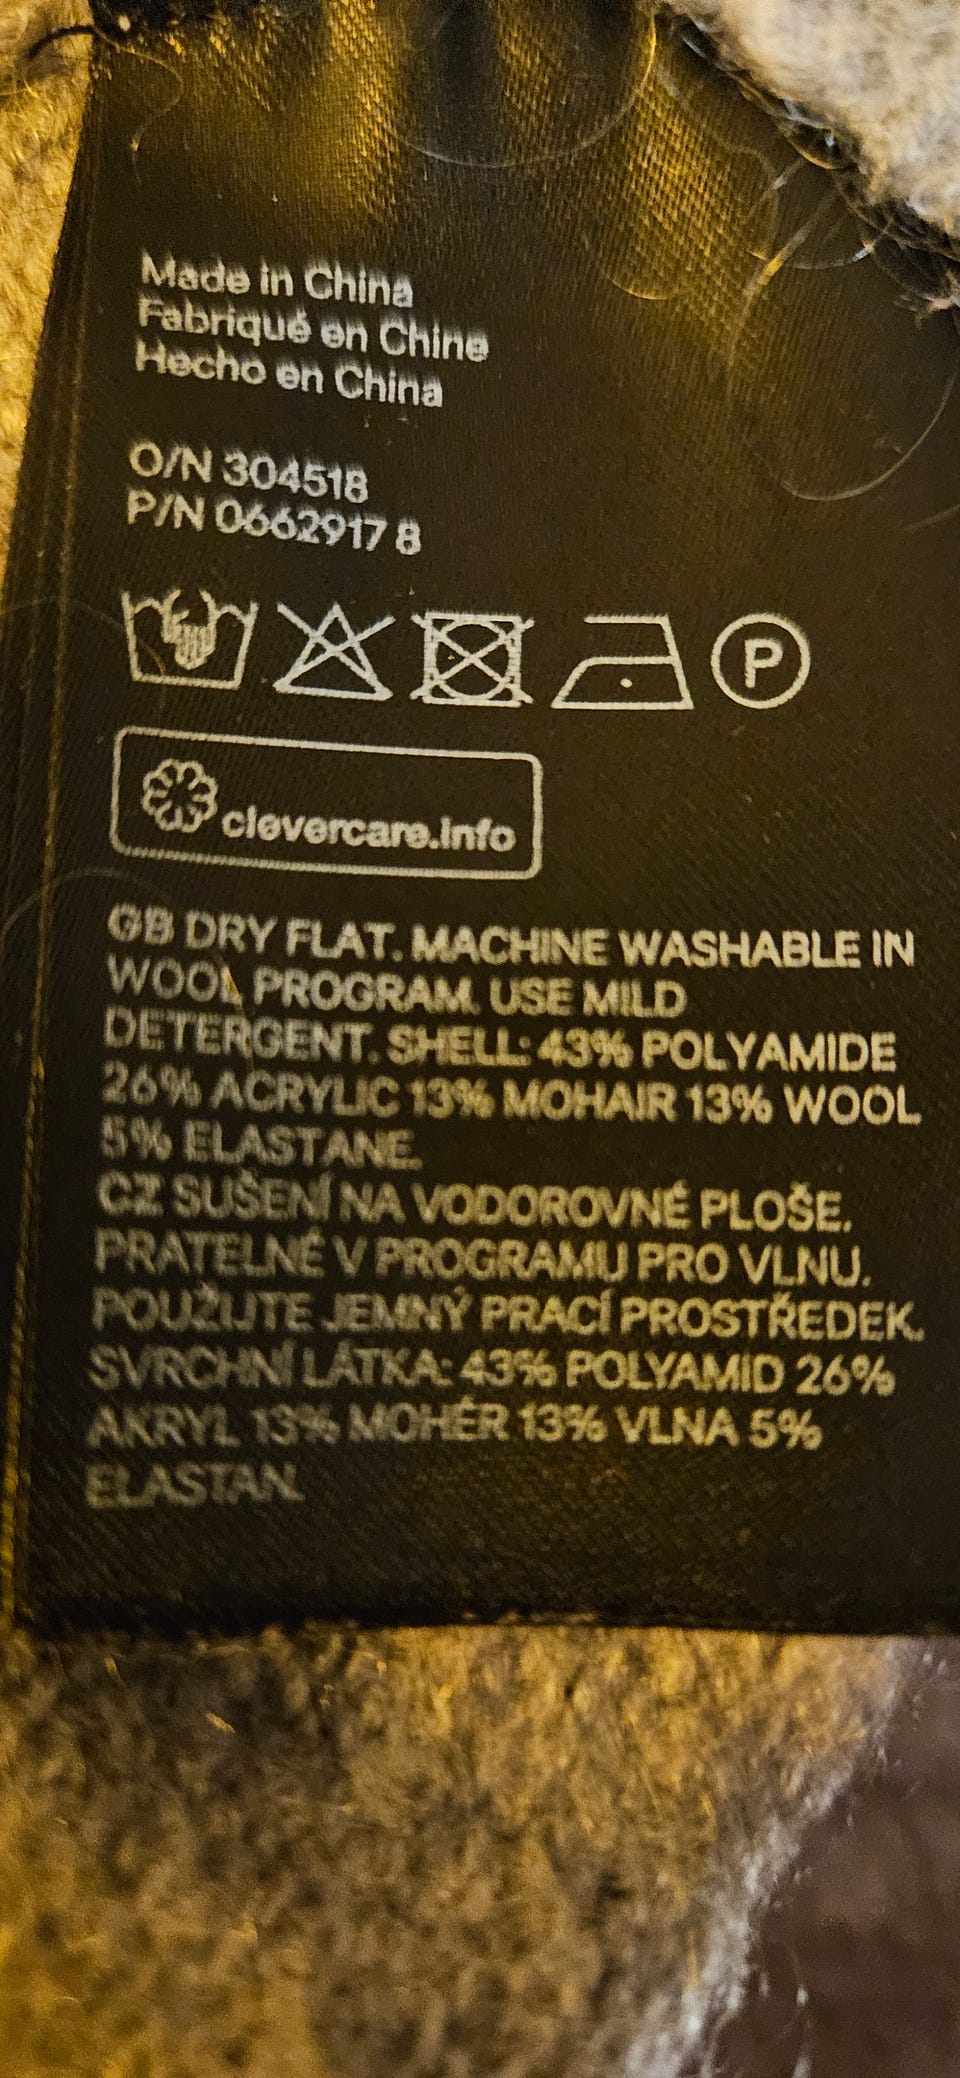 Made in China
Fabriqué en Chine
Hecho en China
O/N 304518
P/N 0662917 8
P
clevercare.info
GB DRY FLAT. MACHINE WASHABLE IN
WOOL PROGRAM. USE MILD
DETERGENT. SHELL: 43% POLYAMIDE
26% ACRYLIC 13% MOHAIR 13% WOOL
5% ELASTANE.
CZ SUŠENÍ NA VODOROVNÉ PLOŠE.
PRATELNÉ V PROGRAMU PRO VLNU.
POUŽIJTE JEMNÝ PRACÍ PROSTŘEDEK.
SVRCHNÍ LÁTKA: 43% POLYAMID 26%
AKRYL 13% MOHÉR 13% VLNA 5%
ELASTAN.